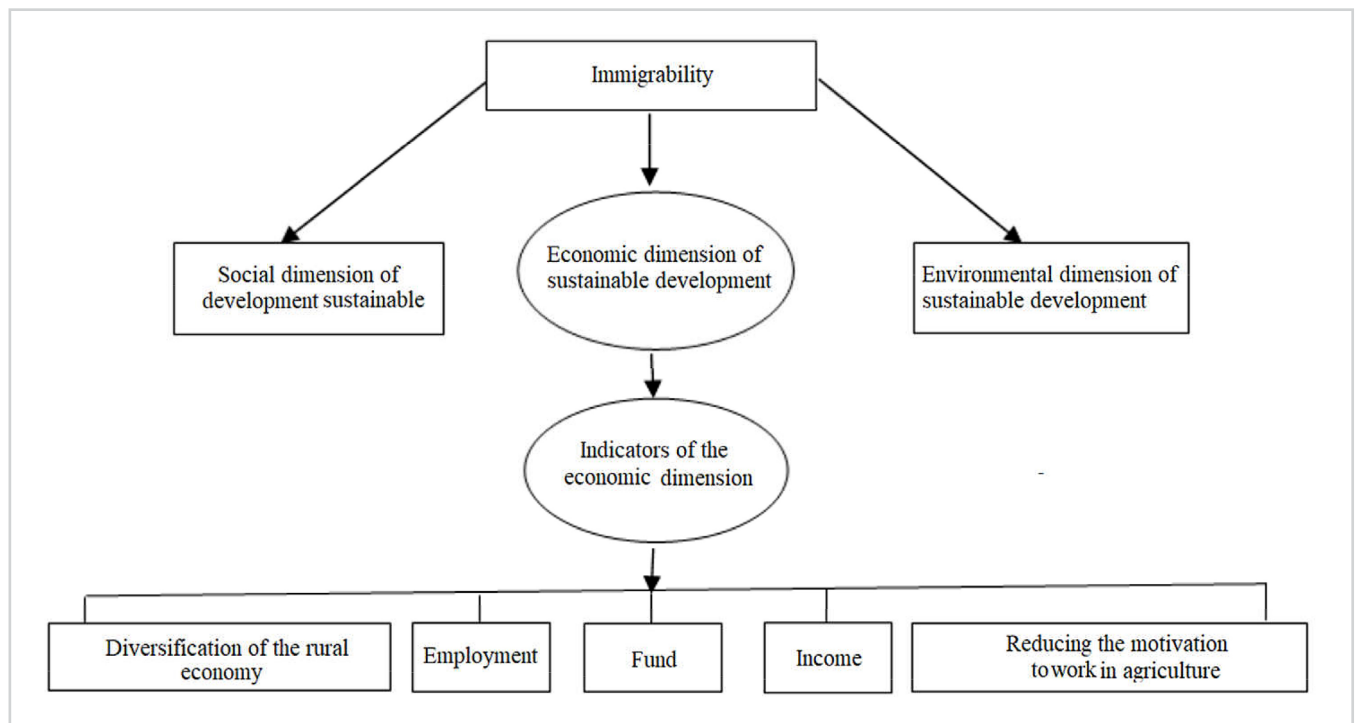 Immigrability
Social dimension of
development sustainable
Economic dimension of
sustainable development
Environmental dimension of
sustainable development
Indicators of the
economic dimension
-
Diversification of the rural
economy
Employment
Fund
Income
Reducing the motivation
to work in agriculture